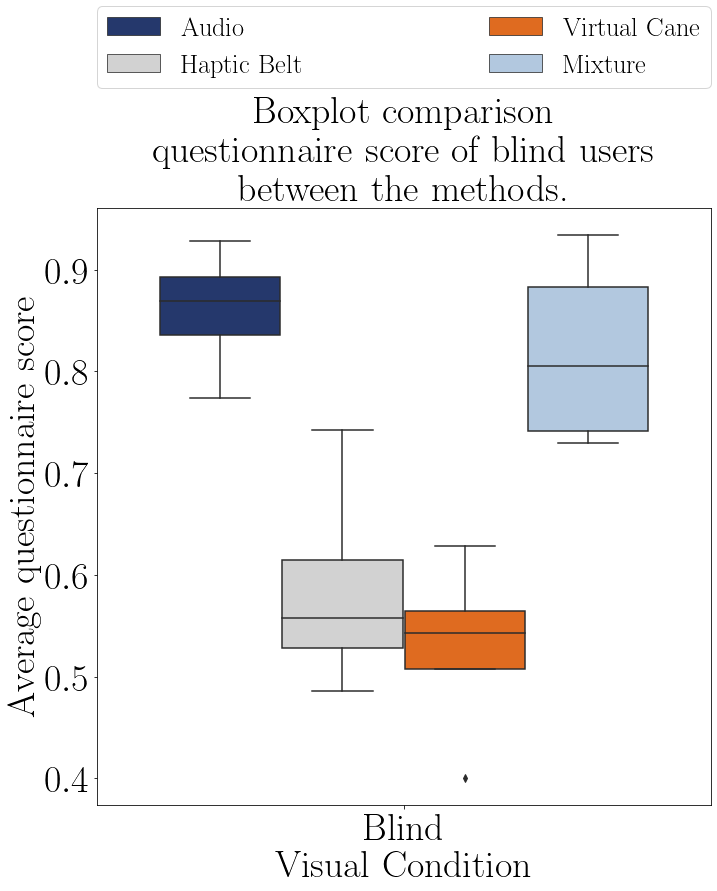 Audio
Haptic Belt
Virtual Cane
Mixture
Boxplot comparison
questionnaire score of blind users
between the methods.
Average questionnaire score
0.9
0.8
0.7
0.6
0.5
0.4
Blind
Visual Condition